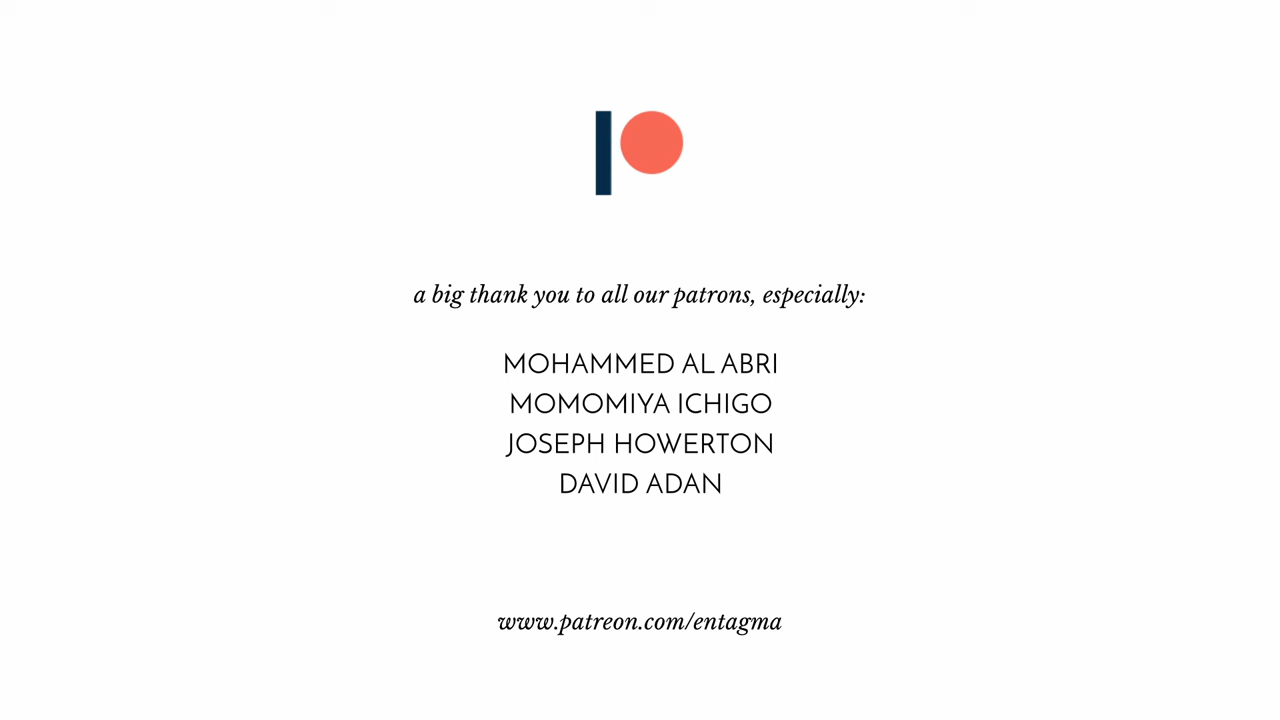 a big thank you to all our patrons, especially:
MOHAMMED AL ABRI
MOMOMIYA ICHIGO
JOSEPH HOWERTON
DAVID ADAN
www.patreon.com/entagma